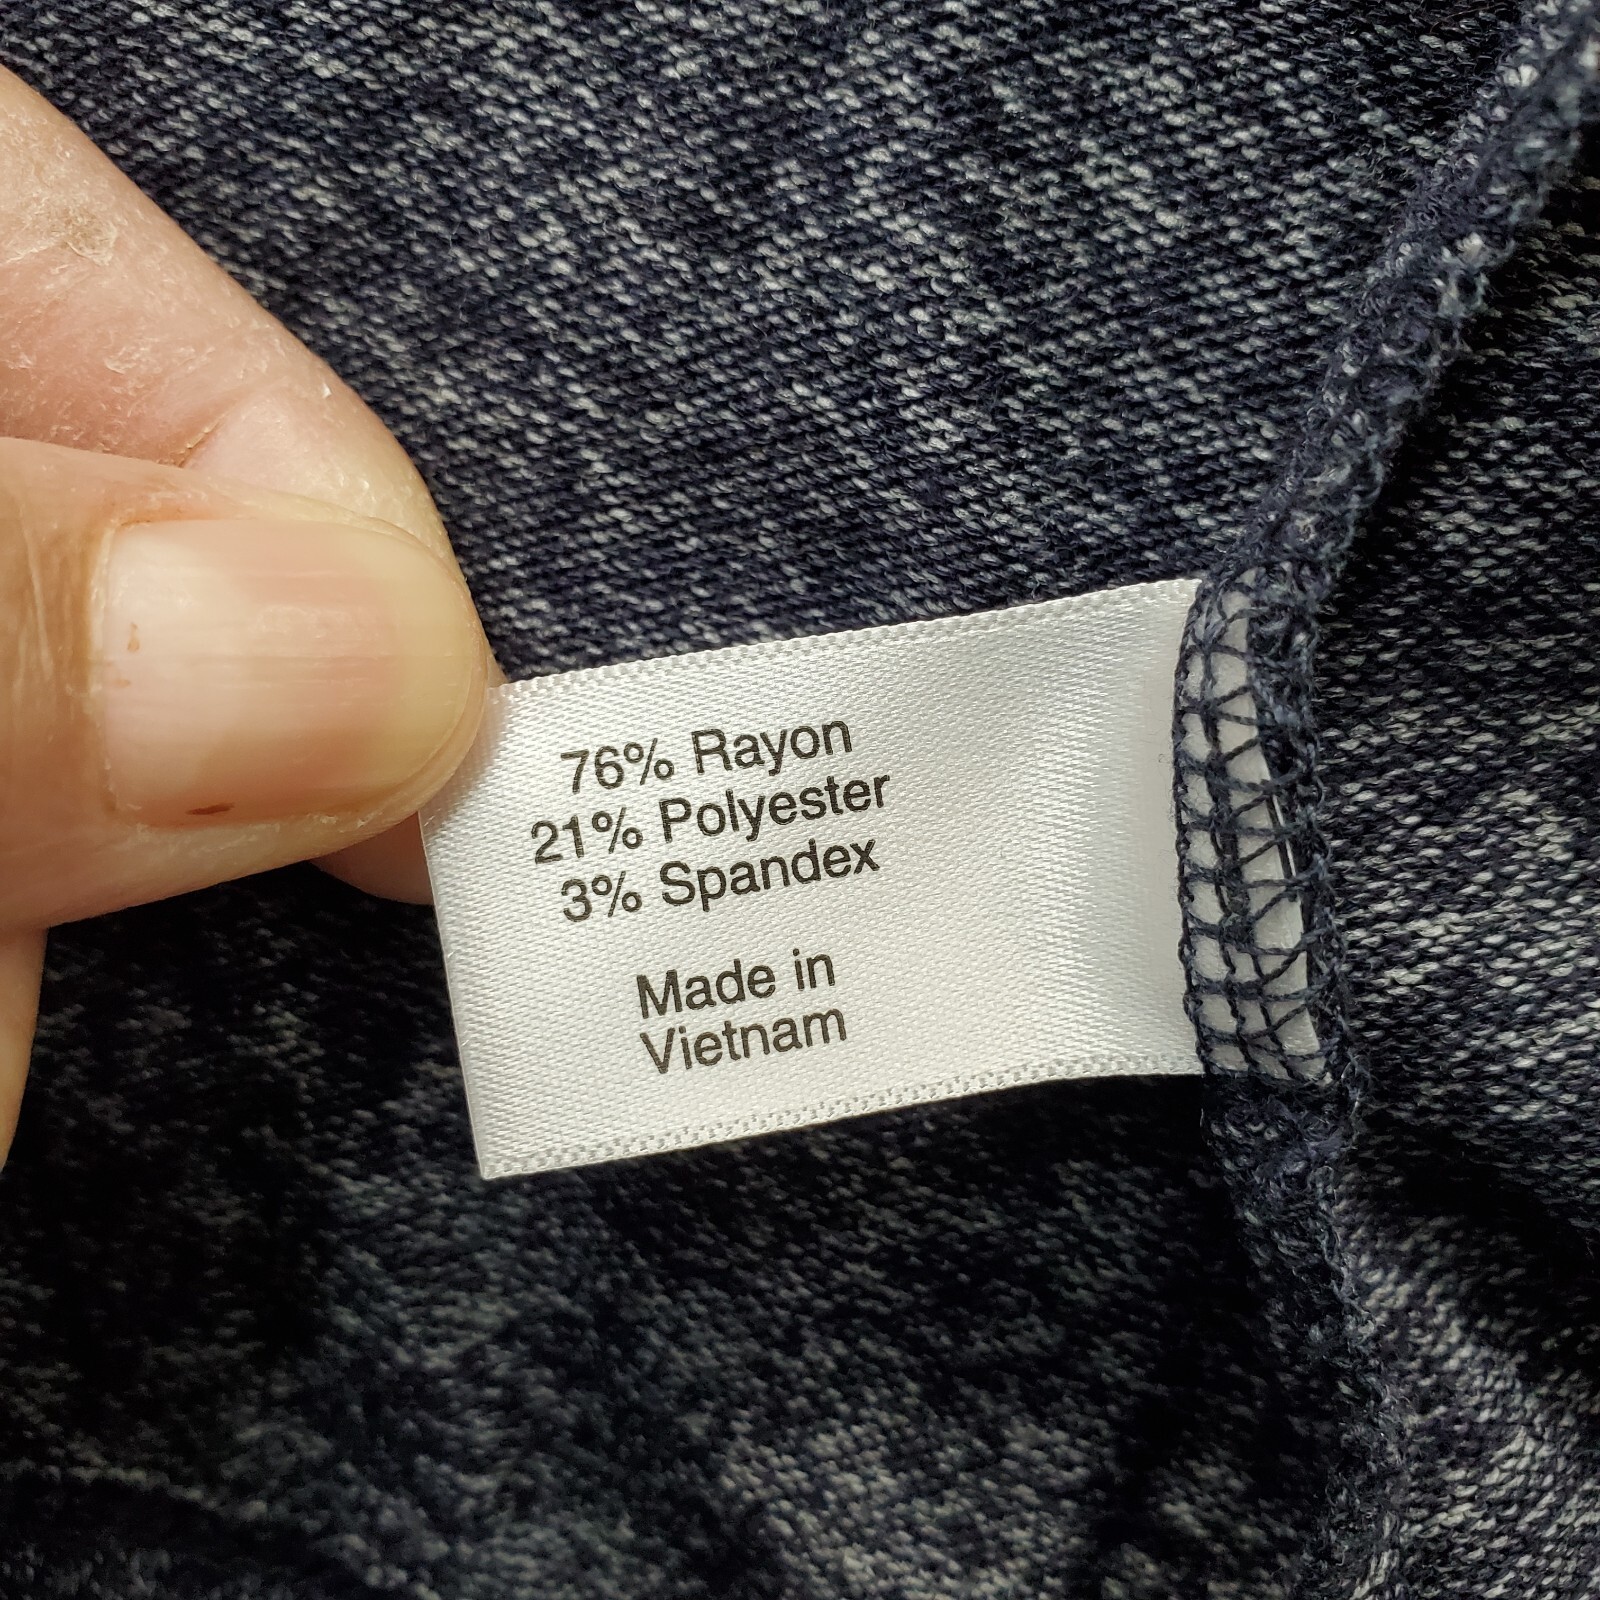 76% Rayon
21% Polyester
3% Spandex
Made in
Vietnam